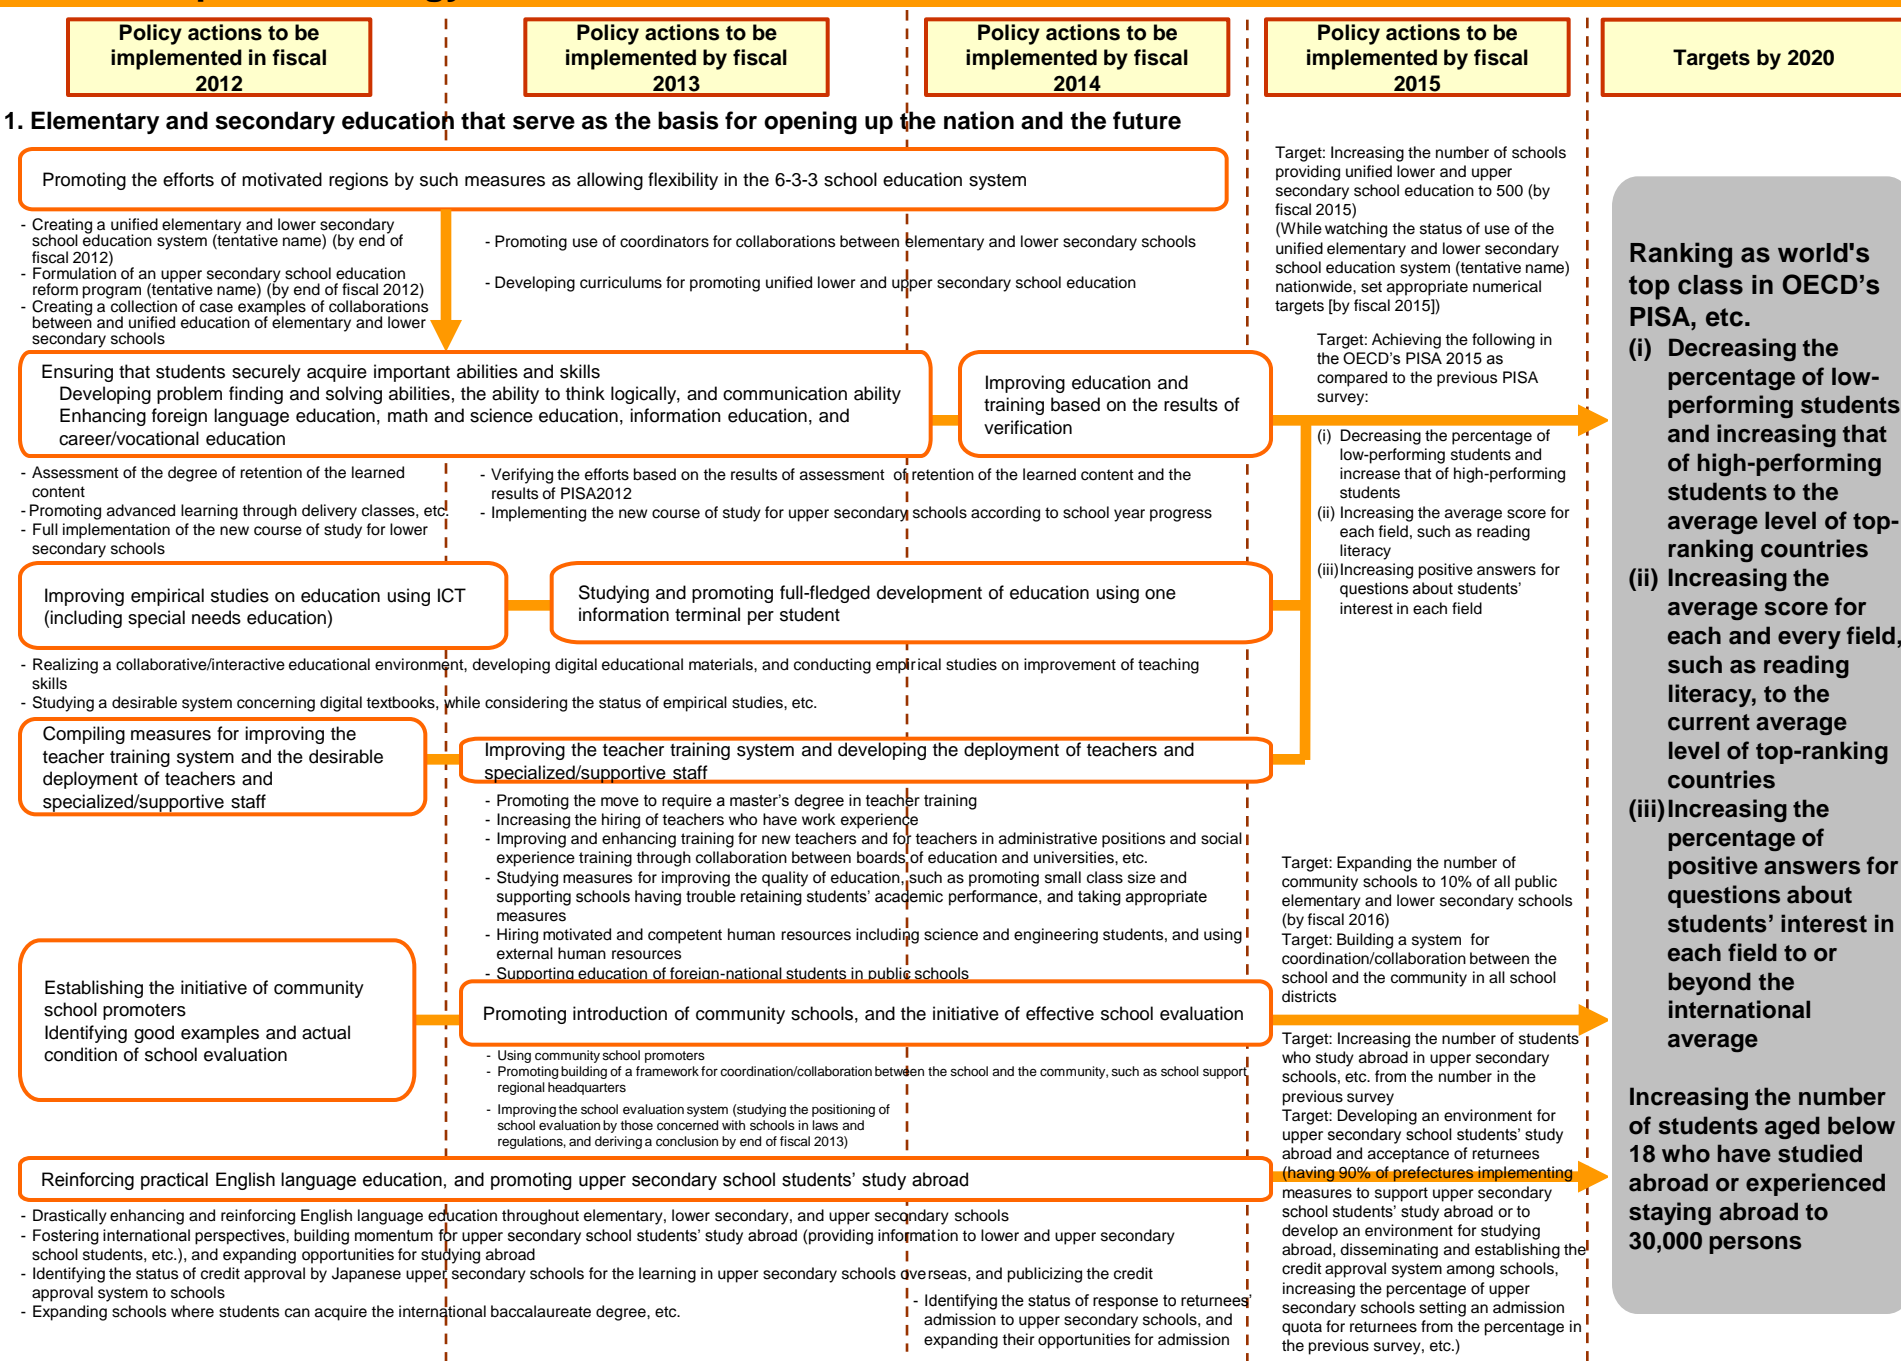 Policy actions to be
implemented in fiscal
2012
Policy actions to be
implemented by fiscal
2013
Policy actions to be
implemented by fiscal
2014
Policy actions to be
implemented by fiscal
2015
Targets by 2020
1. Elementary and secondary education that serve as the basis for opening up the nation and the future
Promoting the efforts of motivated regions by such measures as allowing flexibility in the 6-3-3 school education system
- Creating a unified elementary and lower secondary
school education system (tentative name) (by end of
fiscal 2012)
- Formulation of an upper secondary school education
reform program (tentative name) (by end of fiscal 2012)
- Creating a collection of case examples of collaborations
between and unified education of elementary and lower
secondary schools
- Promoting use of coordinators for collaborations between elementary and lower secondary schools
- Developing curriculums for promoting unified lower and upper secondary school education
Target: Increasing the number of schools
providing unified lower and upper
secondary school education to 500 (by
fiscal 2015)
(While watching the status of use of the
unified elementary and lower secondary
school education system (tentative name)
nationwide, set appropriate numerical
targets [by fiscal 2015])
Ensuring that students securely acquire important abilities and skills
Developing problem finding and solving abilities, the ability to think logically, and communication ability
Enhancing foreign language education, math and science education, information education, and
career/vocational education
Improving education and
training based on the results of
verification
Target: Achieving the following in
the OECD's PISA 2015 as
compared to the previous PISA
survey:
(i) Decreasing the percentage of
low-performing students and
increase that of high-performing
students
(ii) Increasing the average score for
each field, such as reading
literacy
(iii)Increasing positive answers for
questions about students'
interest in each field
- Assessment of the degree of retention of the learned
content
- Promoting advanced learning through delivery classes, etc.
- Full implementation of the new course of study for lower
secondary schools
- Verifying the efforts based on the results of assessment of retention of the learned content and the
results of PISA2012
- Implementing the new course of study for upper secondary schools according to school year progress
Improving empirical studies on education using ICT
(including special needs education)
Studying and promoting full-fledged development of education using one
information terminal per student
- Realizing a collaborative/interactive educational environment, developing digital educational materials, and conducting empirical studies on improvement of teaching
skills
- Studying a desirable system concerning digital textbooks, while considering the status of empirical studies, etc.
Compiling measures for improving the
teacher training system and the desirable
deployment of teachers and
specialized/supportive staff
Improving the teacher training system and developing the deployment of teachers and
specialized/supportive staff
- Promoting the move to require a master's degree in teacher training
- Increasing the hiring of teachers who have work experience
- Improving and enhancing training for new teachers and for teachers in administrative positions and social
experience training through collaboration between boards of education and universities, etc.
- Studying measures for improving the quality of education, such as promoting small class size and
supporting schools having trouble retaining students' academic performance, and taking appropriate
measures
- Hiring motivated and competent human resources including science and engineering students, and using
external human resources
- Supporting education of foreign-national students in public schools
Establishing the initiative of community
school promoters
Identifying good examples and actual
condition of school evaluation
Promoting introduction of community schools, and the initiative of effective school evaluation
- Using community school promoters
- Promoting building of a framework for coordination/collaboration between the school and the community, such as school support
regional headquarters
- Improving the school evaluation system (studying the positioning of
school evaluation by those concerned with schools in laws and
regulations, and deriving a conclusion by end of fiscal 2013)
Target: Expanding the number of
community schools to 10% of all public
elementary and lower secondary schools
(by fiscal 2016)
Target: Building a system for
coordination/collaboration between the
school and the community in all school
districts
Target: Increasing the number of students
who study abroad in upper secondary
schools, etc. from the number in the
previous survey
Target: Developing an environment for
upper secondary school students' study
abroad and acceptance of returnees
(having 90% of prefectures implementing
measures to support upper secondary
school students' study abroad or to
develop an environment for studying
abroad, disseminating and establishing the
credit approval system among schools,
increasing the percentage of upper
secondary schools setting an admission
quota for returnees from the percentage in
the previous survey, etc.)
Reinforcing practical English language education, and promoting upper secondary school students' study abroad
- Drastically enhancing and reinforcing English language education throughout elementary, lower secondary, and upper secondary schools
- Fostering international perspectives, building momentum for upper secondary school students' study abroad (providing information to lower and upper secondary
school students, etc.), and expanding opportunities for studying abroad
- Identifying the status of credit approval by Japanese upper secondary schools for the learning in upper secondary schools overseas, and publicizing the credit
approval system to schools
- Expanding schools where students can acquire the international baccalaureate degree, etc.
- Identifying the status of response to returnees'
admission to upper secondary schools, and
expanding their opportunities for admission
Ranking as world's
top class in OECD's
PISA, etc.
(i) Decreasing the
percentage of low-
performing students
and increasing that
of high-performing
students to the
average level of top-
ranking countries
(ii) Increasing the
average score for
each and every field,
such as reading
literacy, to the
current average
level of top-ranking
countries
(iii)Increasing the
percentage of
positive answers for
questions about
students' interest in
each field to or
beyond the
international
average
Increasing the number
of students aged below
18 who have studied
abroad or experienced
staying abroad to
30,000 persons